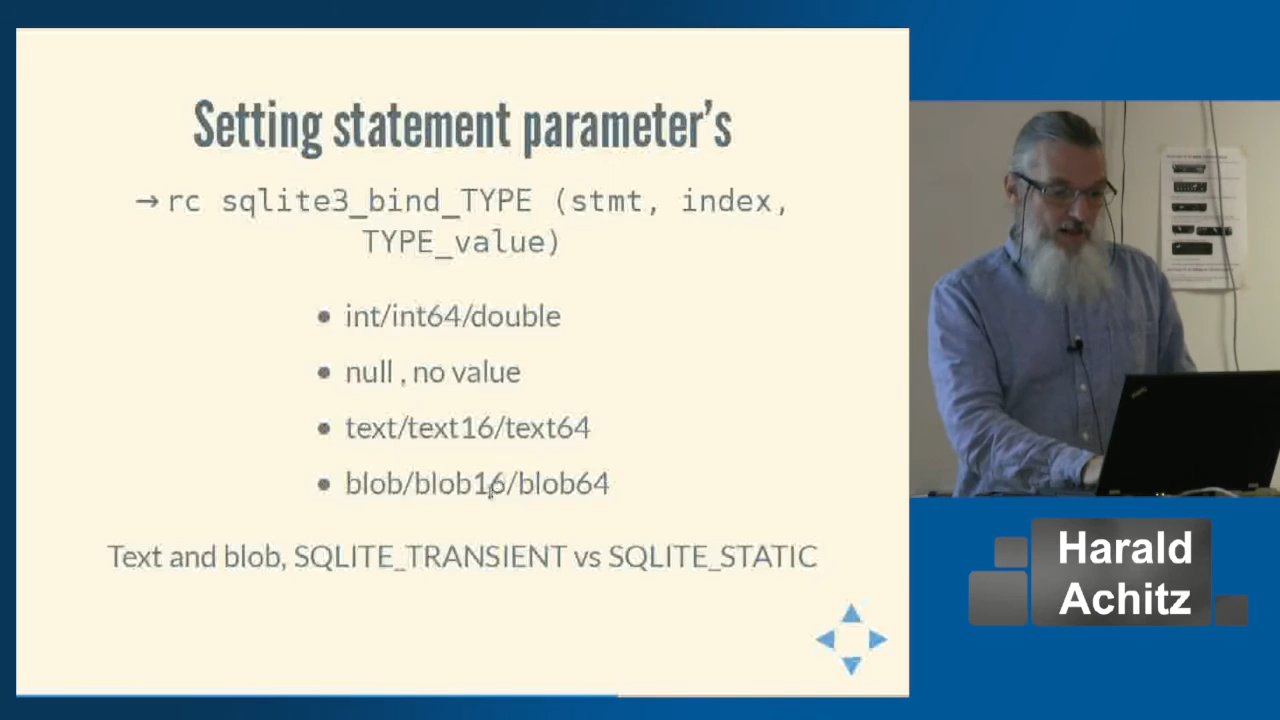 Setting statement parameter's
→ rc sqlite3_bind_TYPE (stmt, index,
TYPE_value)
• int/int64/double
• null , no value
• text/text16/text64
• blob/blob16/blob64
Text and blob, SQLITE_TRANSIENT vs SQLITE_STATIC
Harald
Achitz